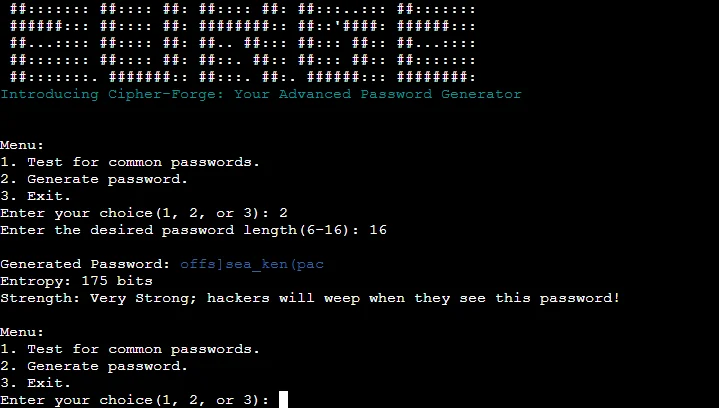 ##::::::: ##:::: ##: ##:::: ##: ##: ##:::..::: ##:::::::
######::: ##:::: ##: ########:: ##::'####: ######:::
##...:::: ##:::: ##: ##.. ##::: ##::: ##:: ##...::::
##::::::: ##:::: ##: ##::. ##:: ##::: ##:: ##:::::::
##:::::::. #######:: ##:::. ##:. ######::: ########:
Introducing Cipher-Forge: Your Advanced Password Generator
Menu:
1. Test for common passwords.
2. Generate password.
3. Exit.
Enter your choice(1, 2, or 3): 2
Enter the desired password length(6-16): 16
Generated Password: offs]sea_ken(pac
Entropy: 175 bits
Strength: Very Strong; hackers will weep when they see this password!
Menu:
1. Test for common passwords.
2. Generate password.
3. Exit.
Enter your choice(1, 2, or 3):